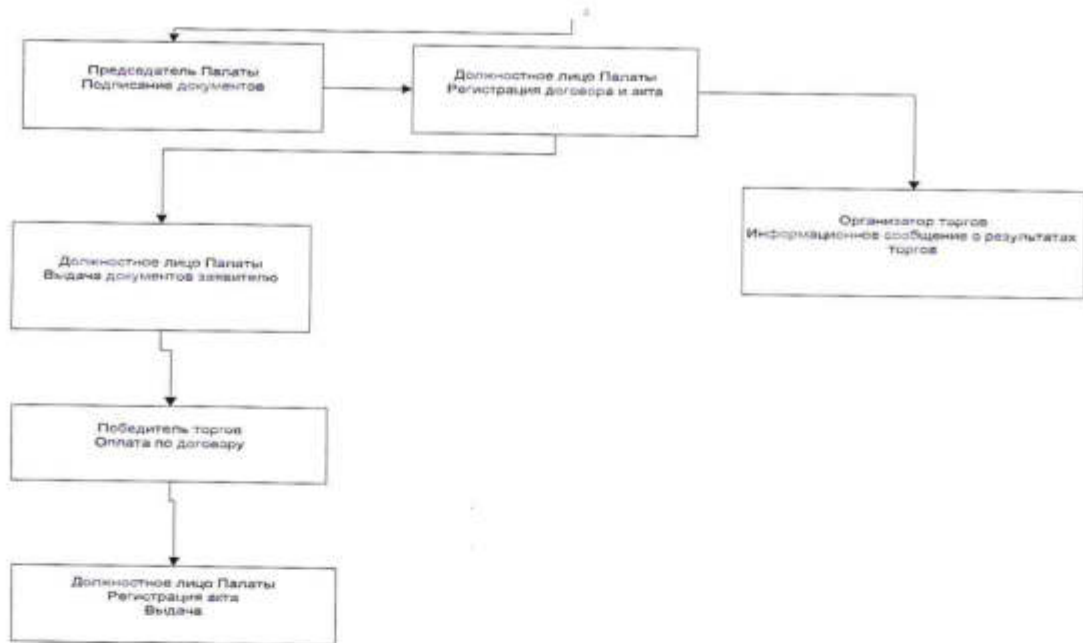 Председатель Палаты
Подписание документов
Должностное лицо Палаты
Регистрация договора и акта
Организатор торгов
Информационное сообщение о результатах
торгов
Должностное лицо Палаты
Выдача документов заявителю
Победитель торгов
Оплата по договору
Должностное лицо Палаты
Регистрация акта
Выдача